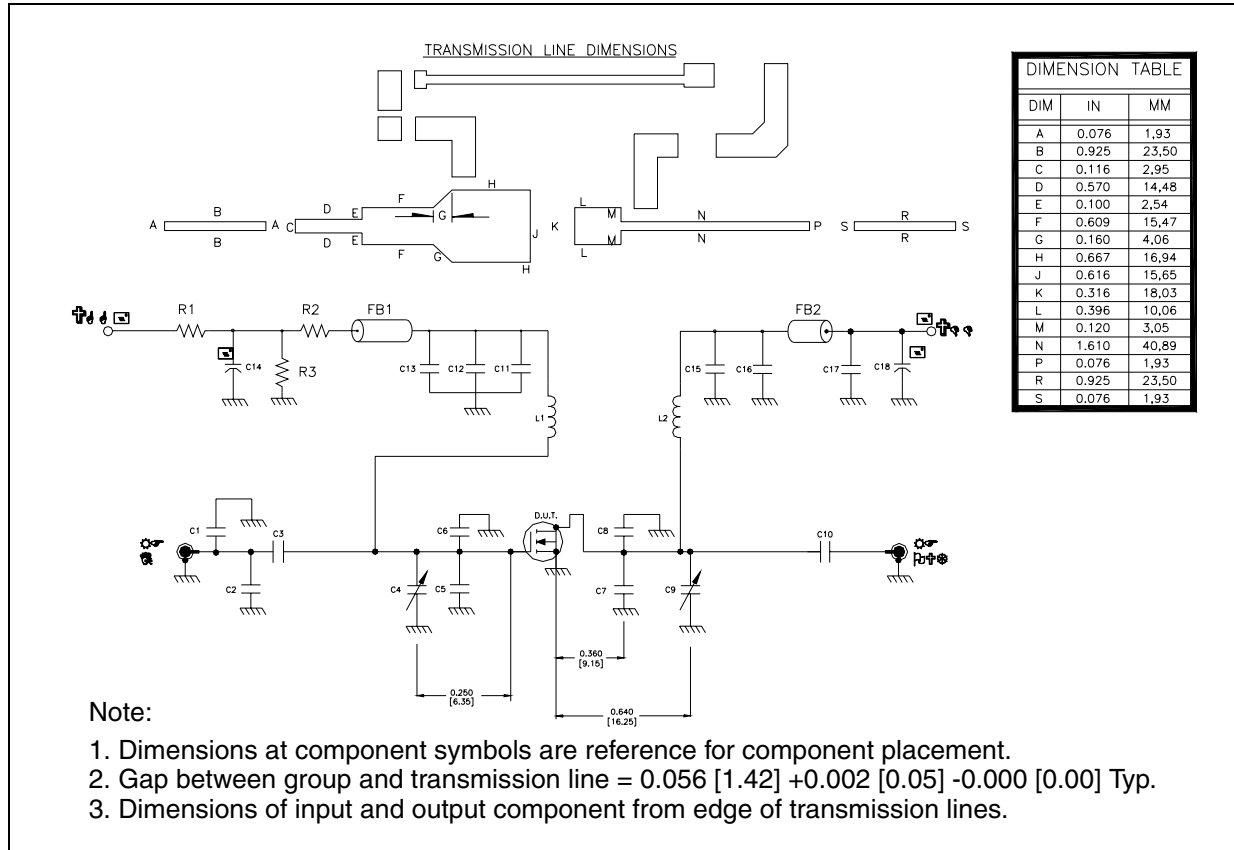 TRANSMISSION LINE DIMENSIONS
DIMENSION TABLE
DIM IN MM
A 0.076 1,93
B 0.925 23,50
C 0.116 2,95
D 0.570 14,48
E 0.100 2,54
F 0.609 15,47
G 0.160 4,06
H 0.667 16,94
J 0.616 15,65
K 0.316 18,03
L 0.396 10,06
M 0.120 3,05
N 1.610 40,89
P 0.076 1,93
R 0.925 23,50
S 0.076 1,93
H
F
G
B
D
E
A
A
C
B
D
E
F
G
J
H
K
L
M
M
L
N
N
P
S
R
R
S
R1
R2
FB1
C14
R3
C13
C12
C11
L1
FB2
C15
C16
C17
C18
L2
C1
C3
C2
C6
C4
C5
D.U.T.
C8
C7
C9
C10
0.360
[9.15]
0.250
[6.35]
0.640
[16.25]
Note:
1. Dimensions at component symbols are reference for component placement.
2. Gap between group and transmission line = 0.056 [1.42] +0.002 [0.05] -0.000 [0.00] Typ.
3. Dimensions of input and output component from edge of transmission lines.